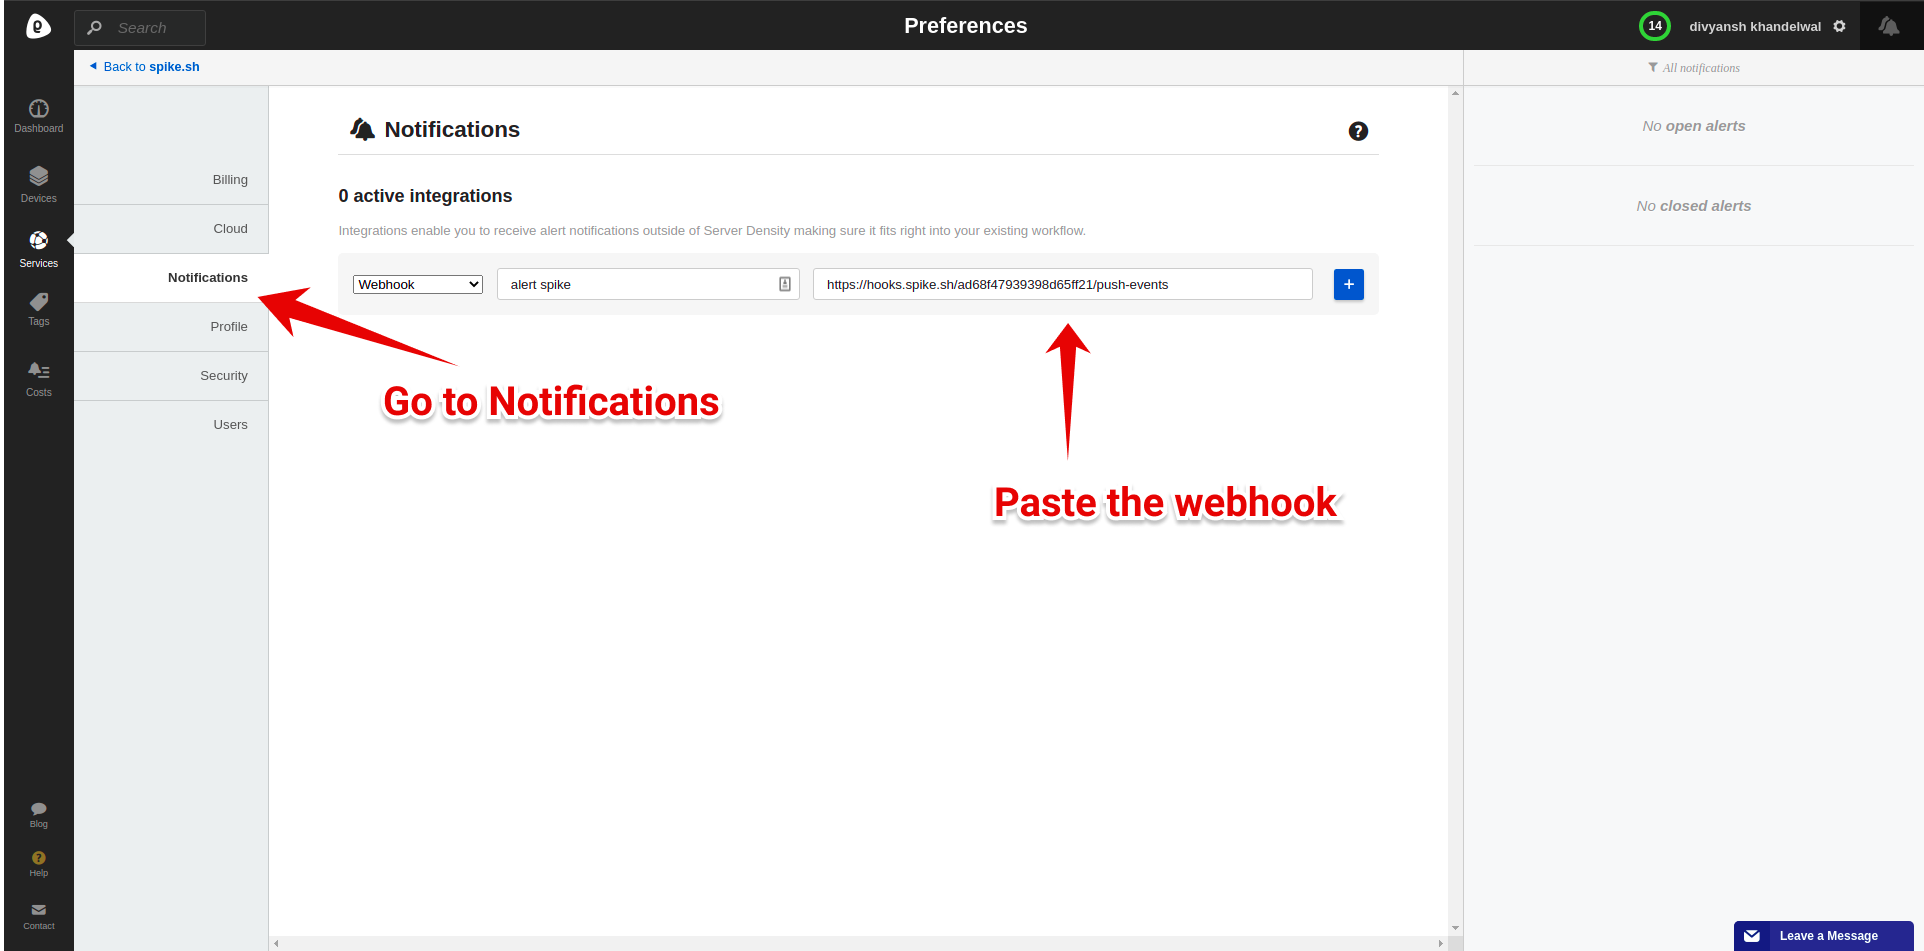 Search
Preferences
14
divyansh khandelwal
Back to spike.sh
All notifications
Dashboard
Devices
Services
Tags
Costs
Blog
?
Help
Contact
Billing
Cloud
Notifications
Profile
Security
Users
Notifications
?
0 active integrations
Integrations enable you to receive alert notifications outside of Server Density making sure it fits right into your existing workflow.
Webhook
alert spike
https://hooks.spike.sh/ad68f47939398d65ff21/push-events
+
Go to Notifications
Paste the webhook
No open alerts
No closed alerts
Leave a Message